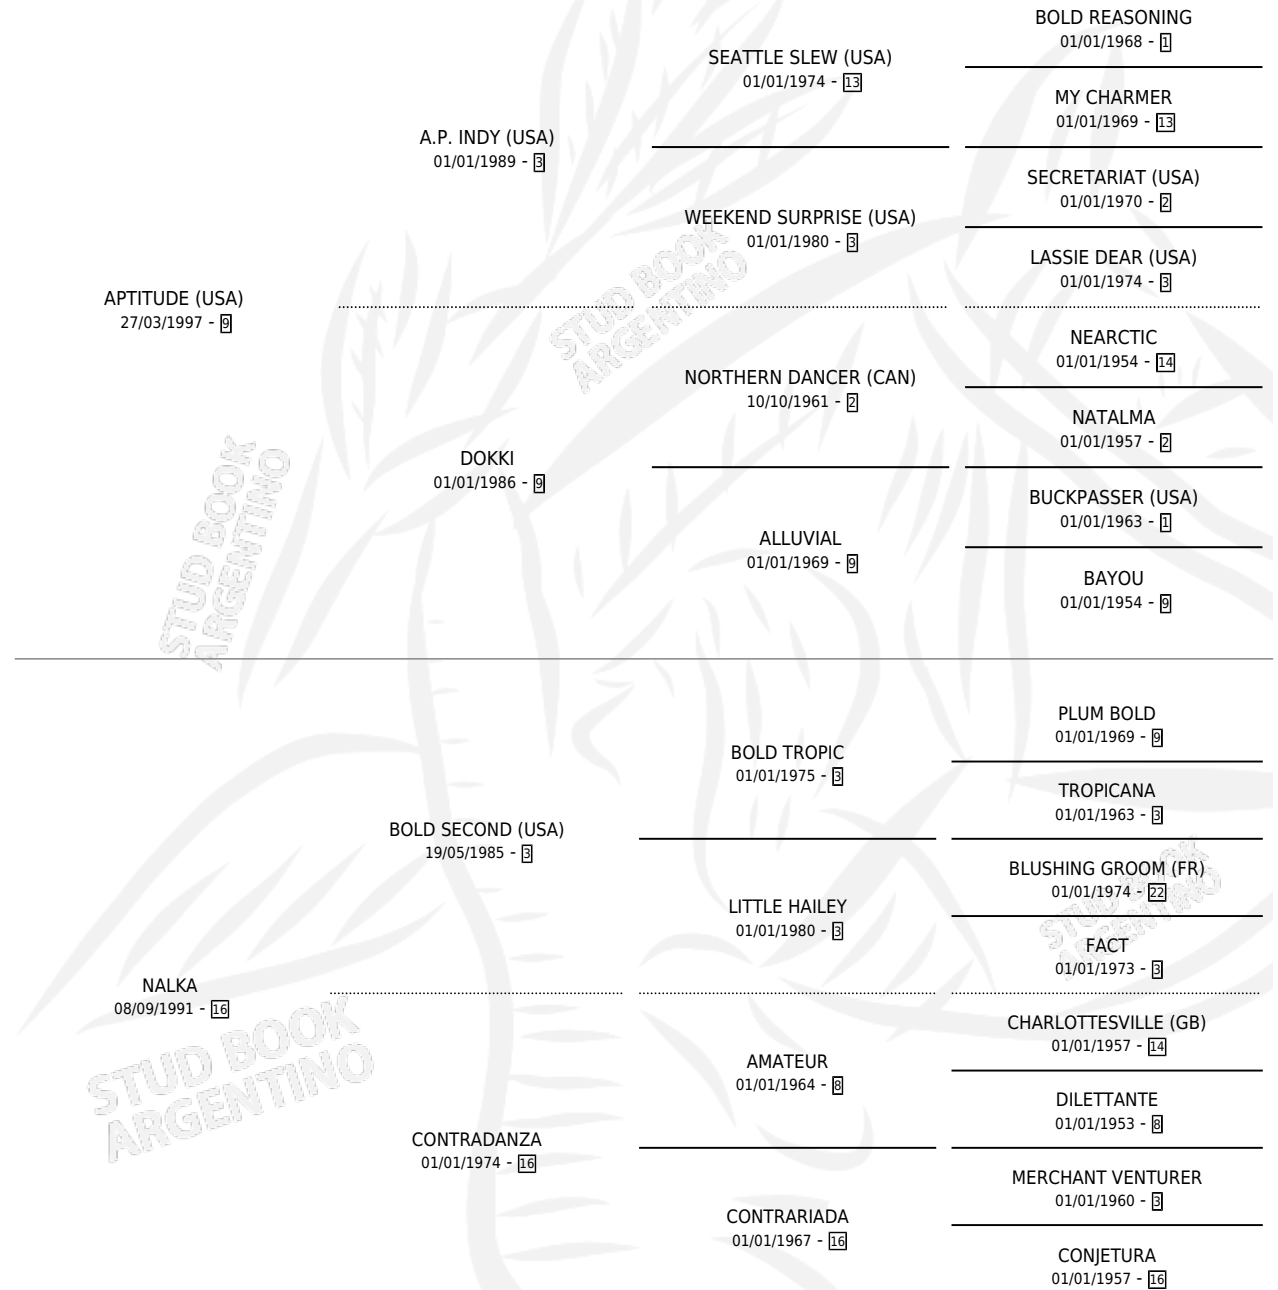 BOLD REASONING
01/01/1968 - 1
SEATTLE SLEW (USA)
01/01/1974 - 13
MY CHARMER
01/01/1969 - 13
A.P. INDY (USA)
01/01/1989 - 3
SECRETARIAT (USA)
01/01/1970 - 2
WEEKEND SURPRISE (USA)
01/01/1980 - 3
LASSIE DEAR (USA)
01/01/1974 - 3
STUD BOOK
ARGENTINO
APTITUDE (USA)
27/03/1997 - 9
NEARCTIC
01/01/1954 - 14
NORTHERN DANCER (CAN)
10/10/1961 - 2
NATALMA
01/01/1957 - 2
DOKKI
01/01/1986 - 9
BUCKPASSER (USA)
01/01/1963 - 1
ALLUVIAL
01/01/1969 - 9
BAYOU
01/01/1954 - 9
STUD BOOK
ARGENTINO
PLUM BOLD
01/01/1969 - 9
BOLD TROPIC
01/01/1975 - 3
TROPICANA
01/01/1963 - 3
BOLD SECOND (USA)
19/05/1985 - 3
BLUSHING GROOM (FR)
01/01/1974 - 22
LITTLE HAILEY
01/01/1980 - 3
FACT
01/01/1973 - 3
STUD BOOK
ARGENTINO
NALKA
08/09/1991 - 16
CHARLOTTESVILLE (GB)
01/01/1957 - 14
AMATEUR
01/01/1964 - 8
DILETTANTE
01/01/1953 - 8
STUD BOOK
ARGENTINO
CONTRADANZA
01/01/1974 - 16
MERCHANT VENTURER
01/01/1960 - 3
CONTRARIADA
01/01/1967 - 16
CONJETURA
01/01/1957 - 16